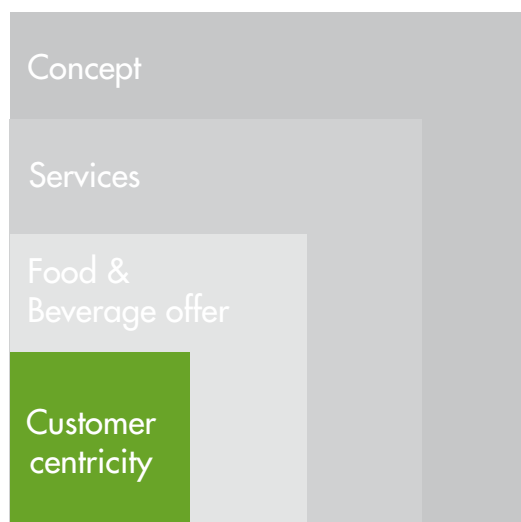 Concept
Services
Food &
Beverage offer
Customer
centricity